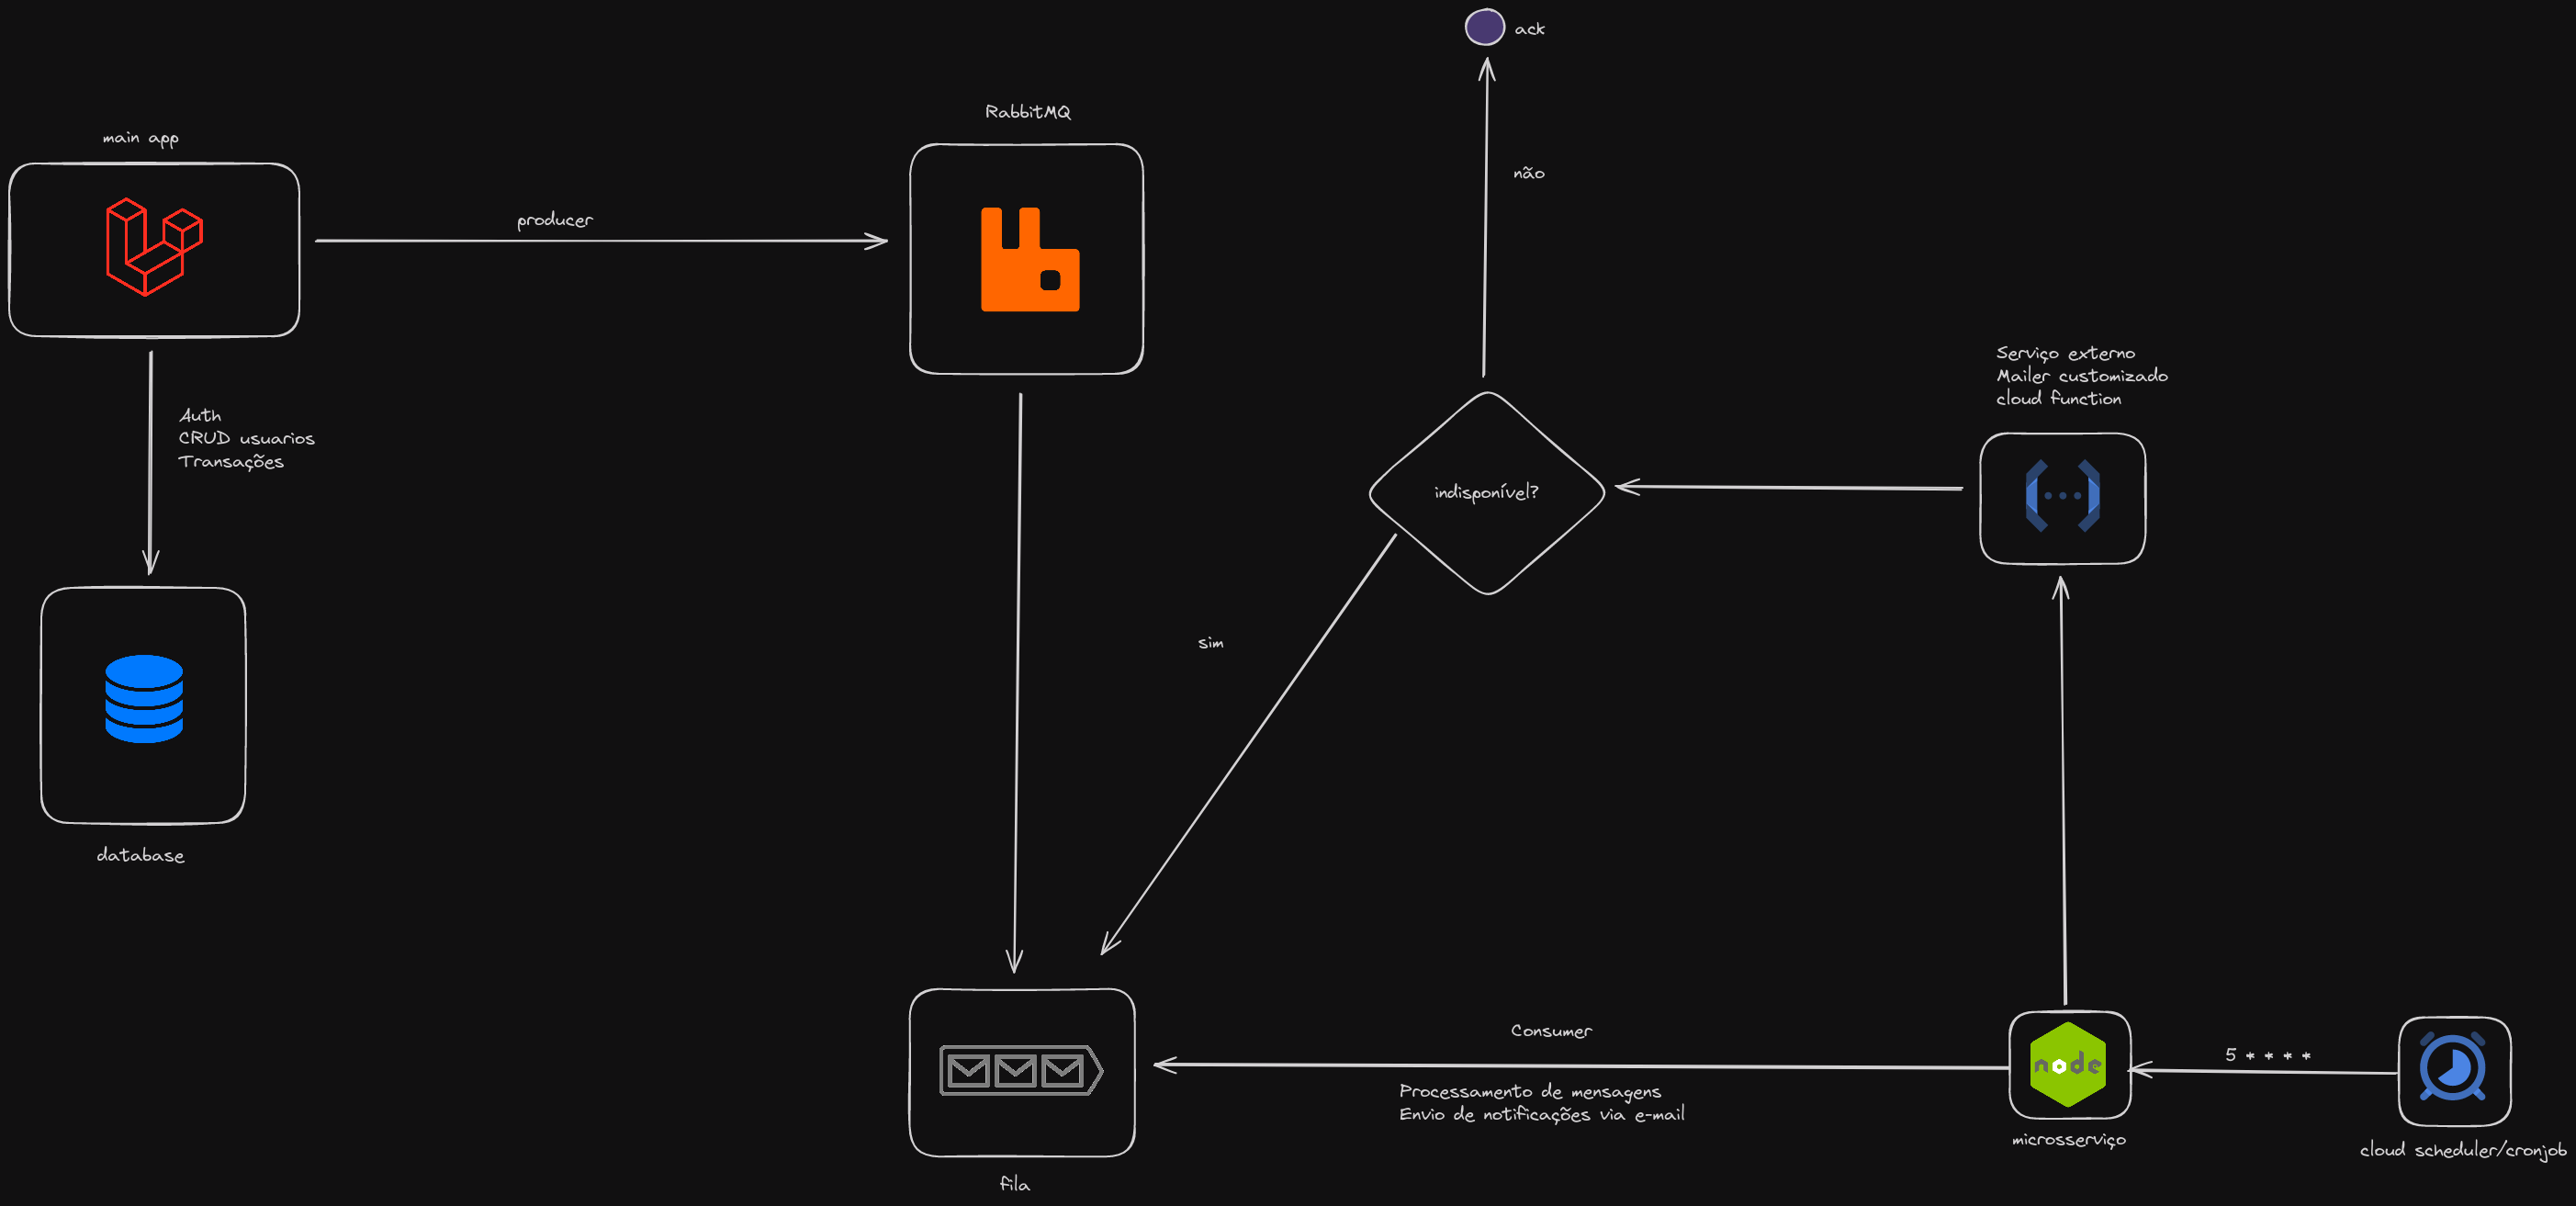 ack
RabbitMQ
main app
não
producer
Serviço externo
Mailer customizado
cloud function
Auth
CRUD usuarios
Transações
indisponível?
sim
database
Consumer
5 * * * *
node
Processamento de mensagens
Envio de notificações via e-mail
microsserviço
cloud scheduler/cronjob
fila